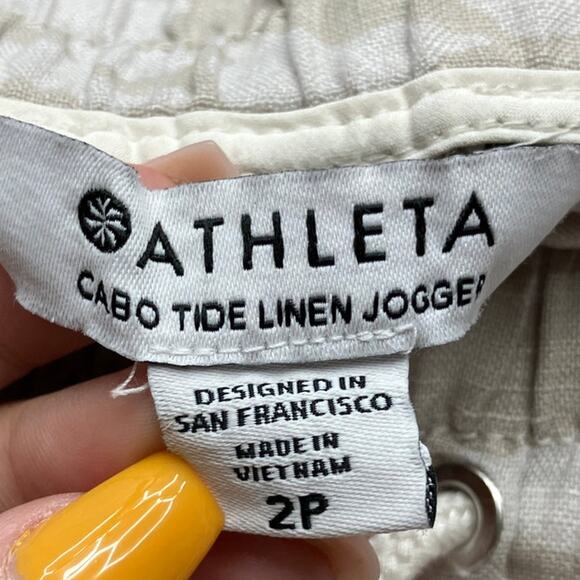 ATHLETA
CABO TIDE LINEN JOGGER
DESIGNED IN
SAN FRANCISCO
MADE IN
VIETNAM
2P